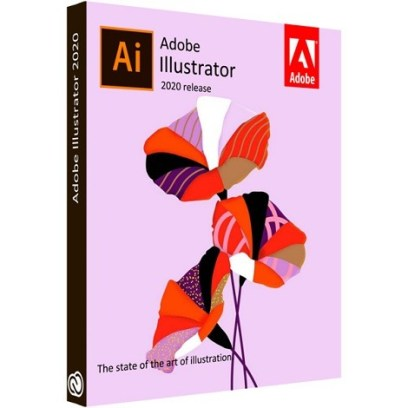 Adobe Illustrator 2020
Ai
Adobe
Illustrator
2020 release
Adobe
The state of the art of illustration